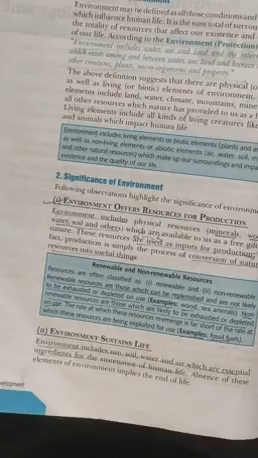 Environment may be defined as all those conditions and
which influence human life. It is the sum total of surrou
the totality of resources that affect our existence and
of our life. According to the Environment (Protection)
"Environment includes water, air and land and the inter
which exists among and between water, air, land and human
other creatures, plants, micro-organisms and property."
The above definition suggests that there are physical (o
as well as living (or biotic) elements of environment.
elements include land, water, climate, mountains, mine
all other resources which nature has provided to us as a f
Living elements include all kinds of living creatures like
and animals which impact human life
Environment includes living elements or biotic elements (plants and a
as well as non-living elements or abiotic elements (air, water, soil, m
and other natural resources) which make up our surroundings and impa
existence and the quality of our life.
2. Significance of Environment
Following observations highlight the significance of environme
(i) ENVIRONMENT OFFERS RESOURCES FOR PRODUCTION
Environment includes physical resources (minerals, woo
water, soil and others) which are available to us as a free gift
nature. These resources are used as inputs for production;
fact, production is simply the process of conversion of natur
resources into useful things
Renewable and Non-renewable Resources
Resources are often classified as: (i) renewable and (ii) non-renewable
Renewable resources are those which can be replenished and are not likely
to be exhausted or depleted on use (Examples: wood, sea animals). Non-
renewable resources are those which are likely to be exhausted or depleted
on use. The rate at which these resources re-emerge is far short of the rate at
which these resources are being exploited for use (Examples: fossil fuels).
(ii) ENVIRONMENT SUSTAINS LIFE
Environment includes sun, soil, water and air which are essential
ingredients for the sustenance of human life. Absence of these
elements of environment implies the end of life.